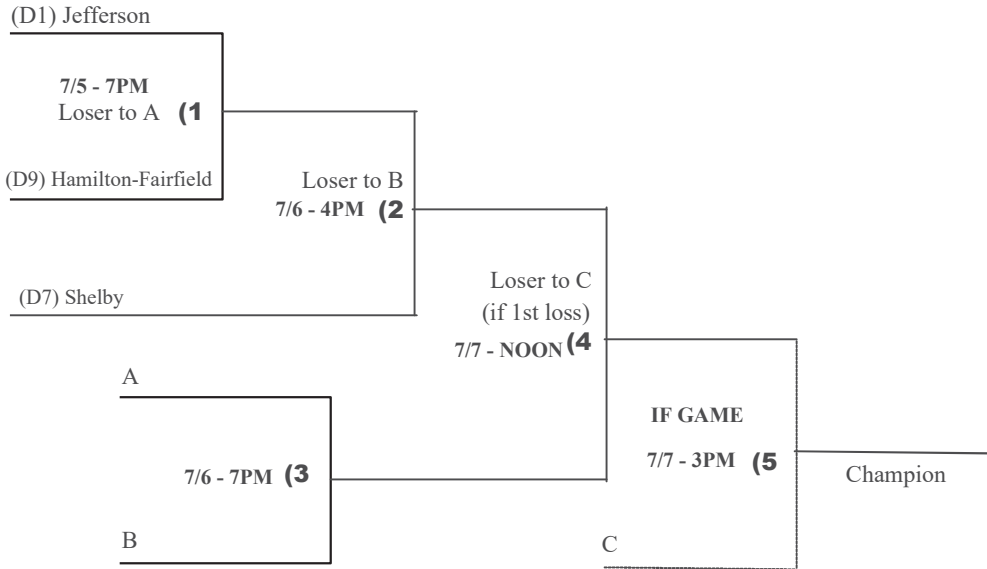 (D1) Jefferson
7/5 - 7PM
Loser to A (1
(D9) Hamilton-Fairfield
Loser to B
7/6 - 4PM (2
(D7) Shelby
Loser to C
(if 1st loss)
7/7 - NOON (4
A
IF GAME
7/6 - 7PM (3
7/7 - 3PM (5
Champion
B
C